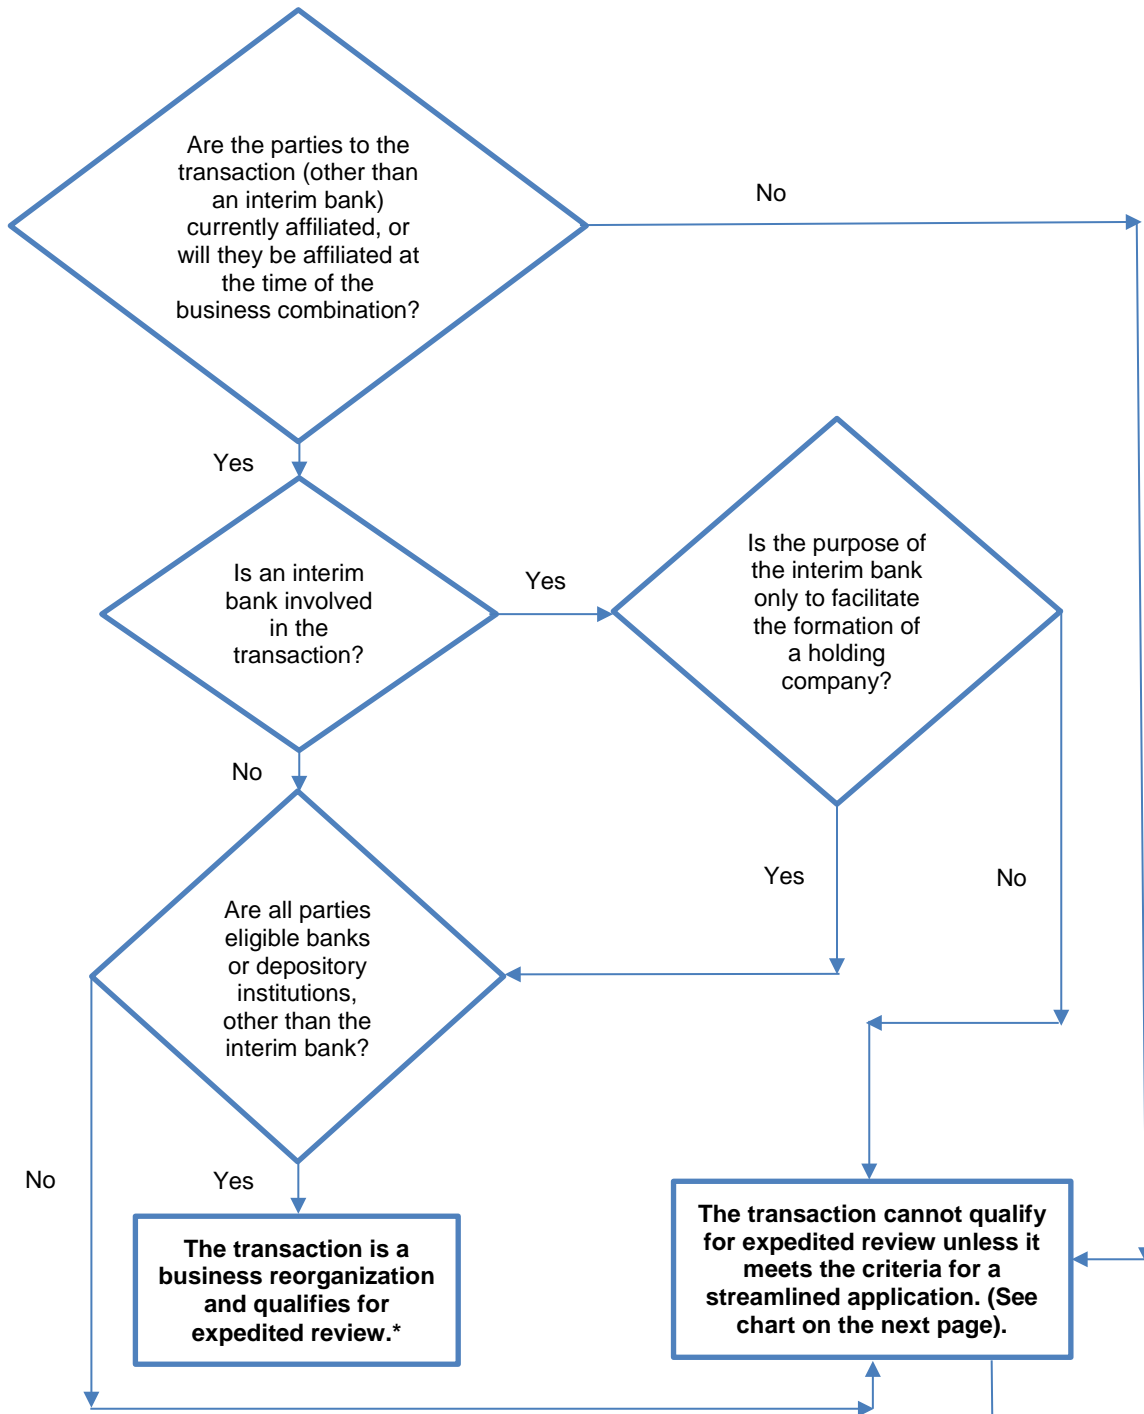 Are the parties to the
transaction (other than
an interim bank)
currently affiliated, or
will they be affiliated at
the time of the
business combination?
No
Yes
Is an interim
bank involved
in the
transaction?
Yes
Is the purpose of
the interim bank
only to facilitate
the formation of
a holding
company?
No
Yes
No
Are all parties
eligible banks
or depository
institutions,
other than the
interim bank?
No
Yes
The transaction is a
business reorganization
and qualifies for
expedited review.*
The transaction cannot qualify
for expedited review unless it
meets the criteria for a
streamlined application. (See
chart on the next page).